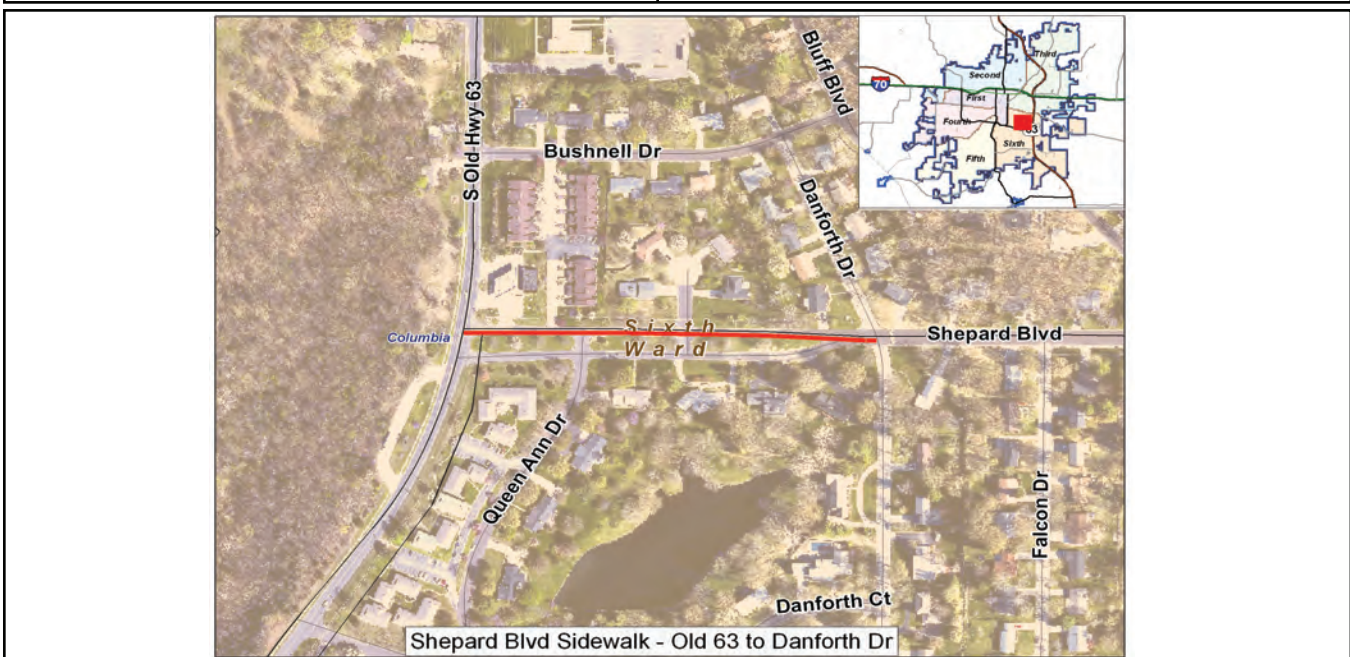 Bluff Blvd
S Old Hwy 63
Bushnell Dr
Danforth Dr
Third
Second
70
First
Fourth
63
Sixth
Fifth
Columbia
Sixth
Ward
Shepard Blvd
Queen Ann Dr
Falcon Dr
Danforth Ct
Shepard Blvd Sidewalk - Old 63 to Danforth Dr